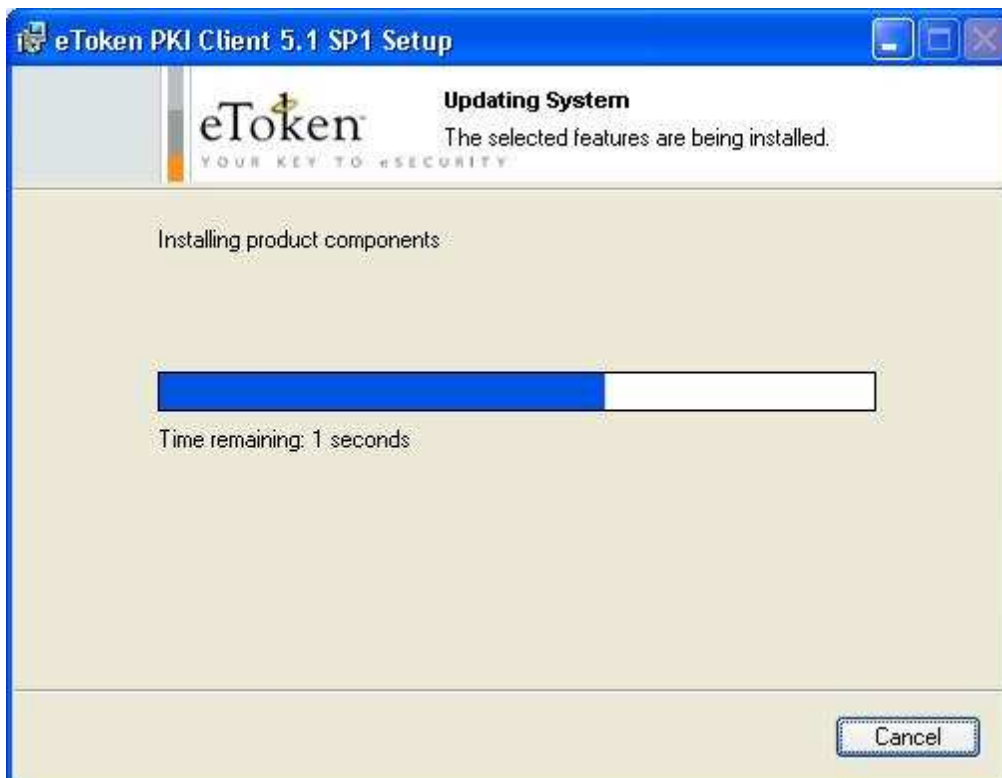 eToken PKI Client 5.1 SP1 Setup
eToken
YOUR KEY TO eSECURITY
Updating System
The selected features are being installed.
Installing product components
Time remaining: 1 seconds
Cancel